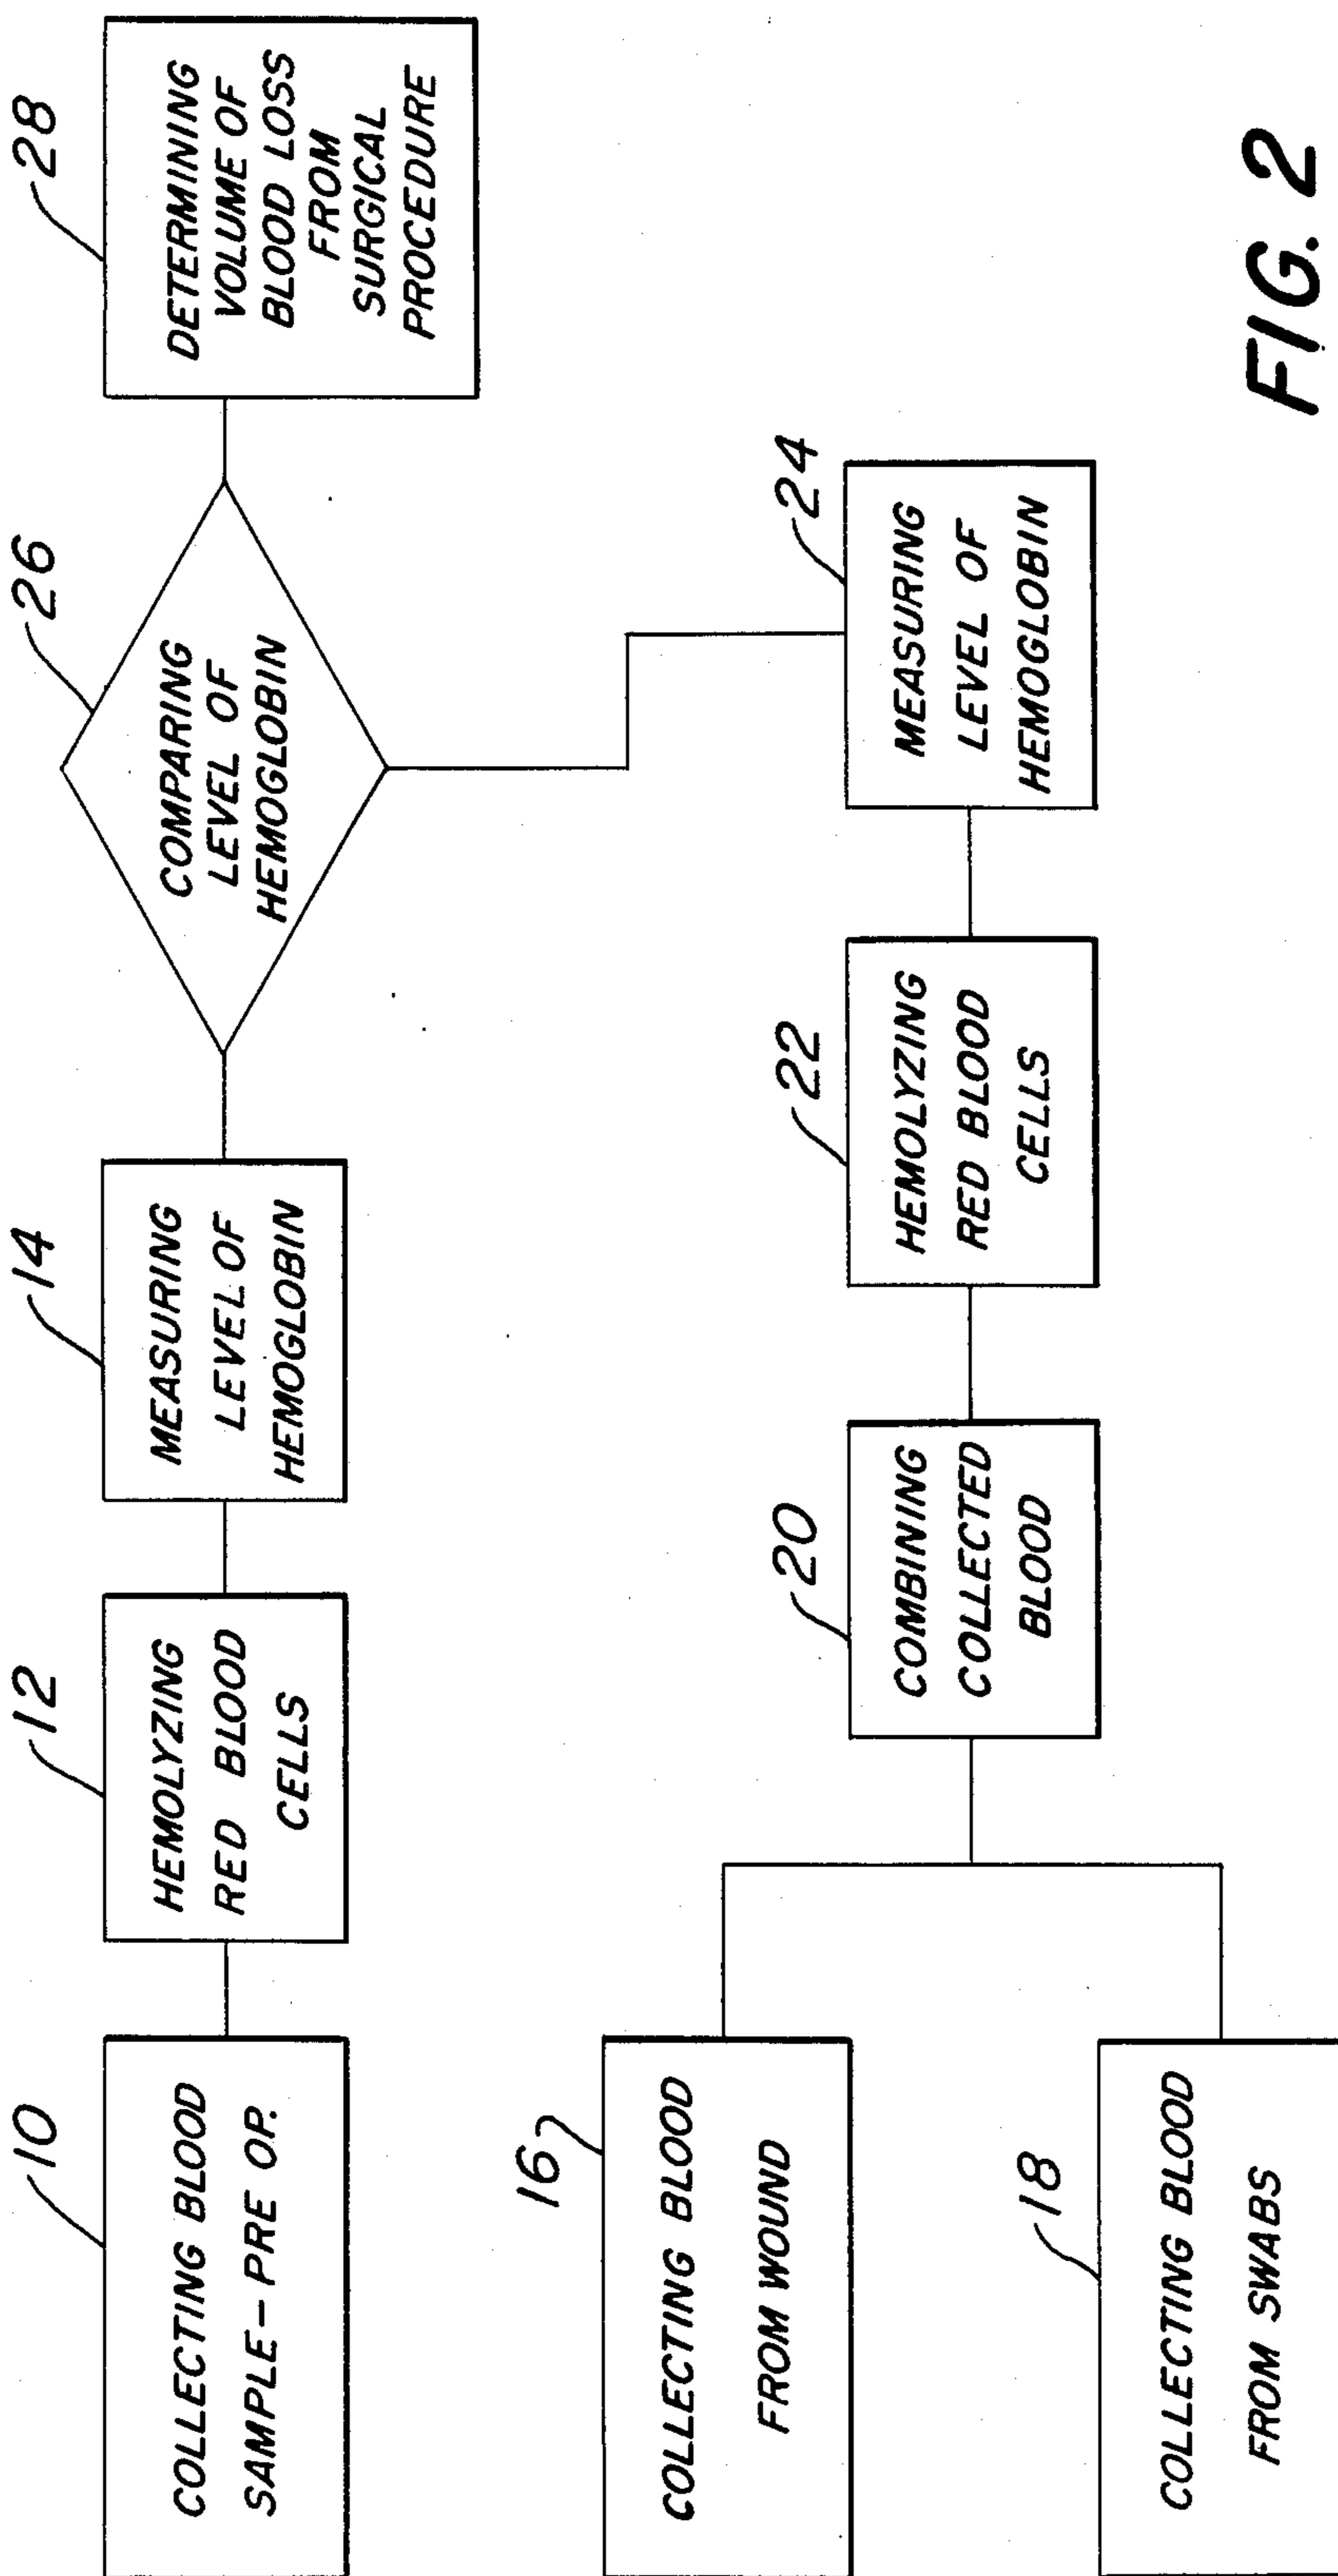 10
COLLECTING BLOOD
SAMPLE-PRE OP.
12
HEMOLYZING
RED BLOOD
CELLS
14
MEASURING
LEVEL OF
HEMOGLOBIN
26
COMPARING
LEVEL OF
HEMOGLOBIN
28
DETERMINING
VOLUME OF
BLOOD LOSS
FROM
SURGICAL
PROCEDURE
16
COLLECTING BLOOD
FROM WOUND
18
COLLECTING BLOOD
FROM SWABS
20
COMBINING
COLLECTED
BLOOD
22
HEMOLYZING
RED BLOOD
CELLS
24
MEASURING
LEVEL OF
HEMOGLOBIN
FIG. 2